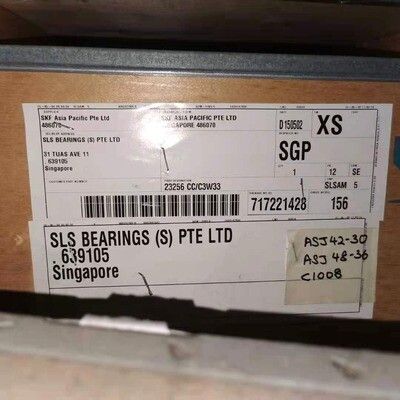 SKF Asia Pacific Pte Ltd
486070
SLS BEARINGS (S) PTE LTD
31 TUAS AVE 11
. 639105
Singapore
SKF ASIA PACIFIC PTE LTD
SINGAPORE 486070
D150502
XS
SGP
1 12 SE
SLSAM 5
23256 CC/C3W33
717221428
156
SLS BEARINGS (S) PTE LTD
. 639105
Singapore
ASJ 42-30
ASJ 48-36
C1008